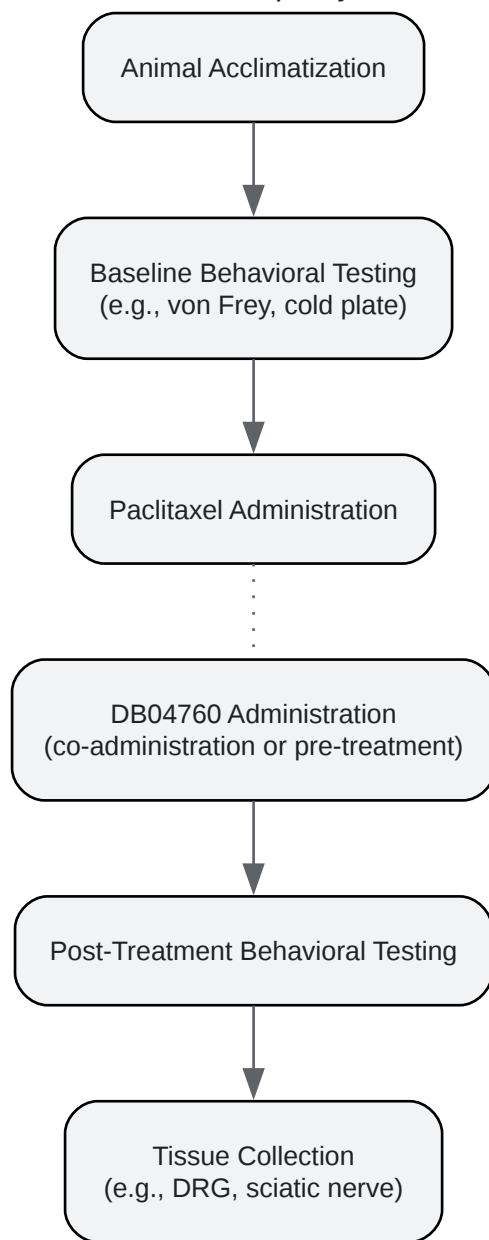 Animal Acclimatization
Baseline Behavioral Testing
(e.g., von Frey, cold plate)
Paclitaxel Administration
DB04760 Administration
(co-administration or pre-treatment)
Post-Treatment Behavioral Testing
Tissue Collection
(e.g., DRG, sciatic nerve)